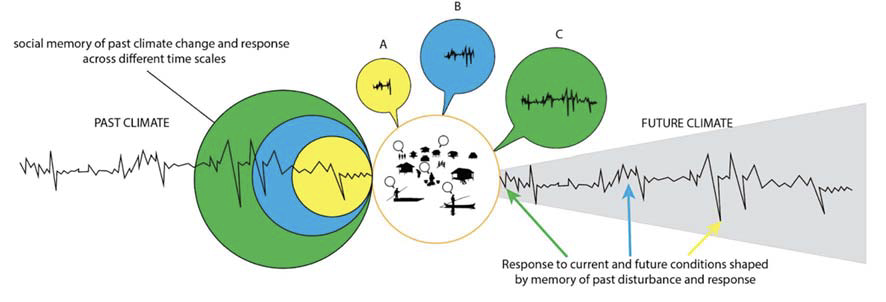 social memory of past climate change and response
across different time scales
PAST CLIMATE
A
B
C
FUTURE CLIMATE
Response to current and future conditions shaped
by memory of past disturbance and response